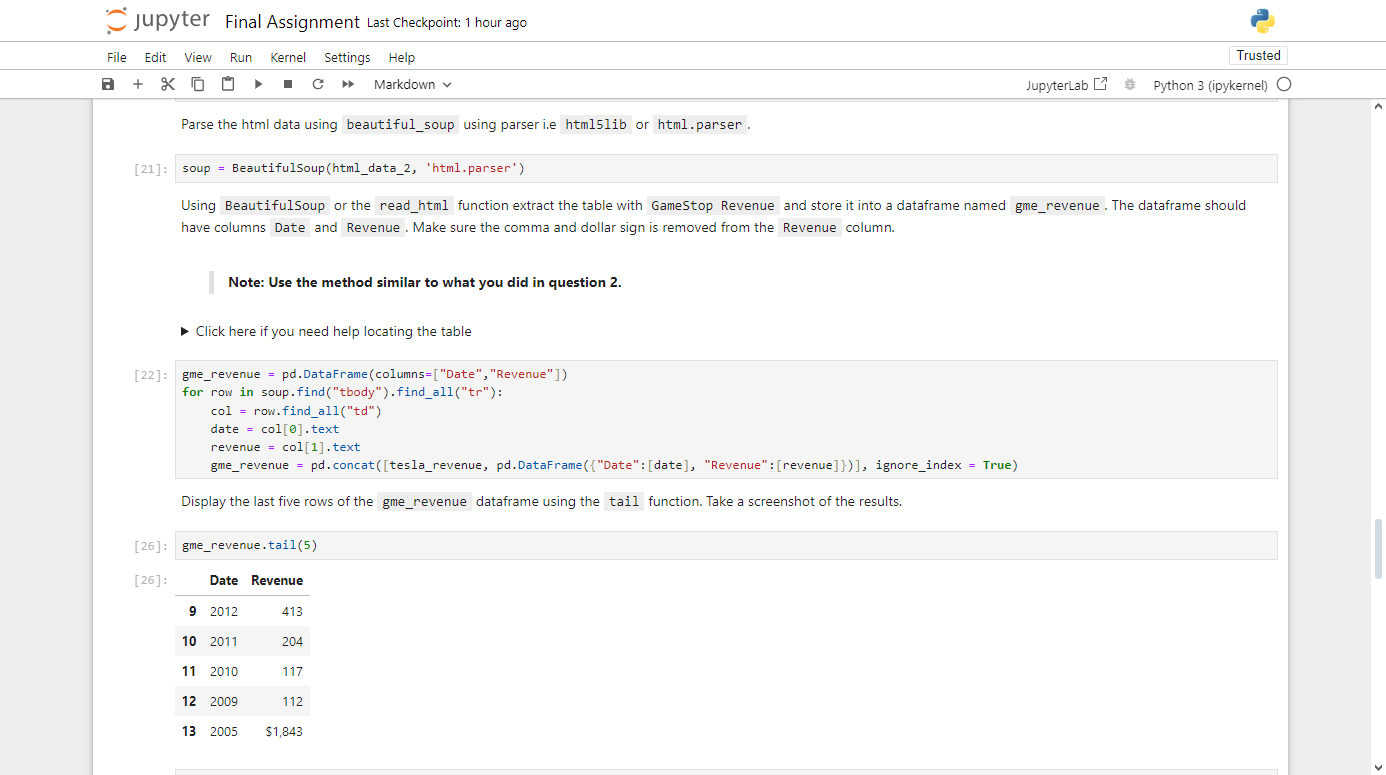 jupyter Final Assignment Last Checkpoint: 1 hour ago
File Edit View Run Kernel Settings Help Trusted
Markdown JupyterLab Python 3 (ipykernel)
Parse the html data using beautiful_soup using parser i.e html5lib or html.parser .
[21]: soup = BeautifulSoup(html_data_2, 'html.parser')
Using BeautifulSoup or the read_html function extract the table with GameStop Revenue and store it into a dataframe named gme_revenue . The dataframe should
have columns Date and Revenue . Make sure the comma and dollar sign is removed from the Revenue column.
Note: Use the method similar to what you did in question 2.
Click here if you need help locating the table
[22]: gme_revenue = pd.DataFrame(columns=["Date","Revenue"])
for row in soup.find("tbody").find_all("tr"):
    col = row.find_all("td")
    date = col[0].text
    revenue = col[1].text
    gme_revenue = pd.concat([tesla_revenue, pd.DataFrame({"Date":[date], "Revenue":[revenue]})], ignore_index = True)
Display the last five rows of the gme_revenue dataframe using the tail function. Take a screenshot of the results.
[26]: gme_revenue.tail(5)
[26]: Date Revenue
9 2012 413
10 2011 204
11 2010 117
12 2009 112
13 2005 $1,843